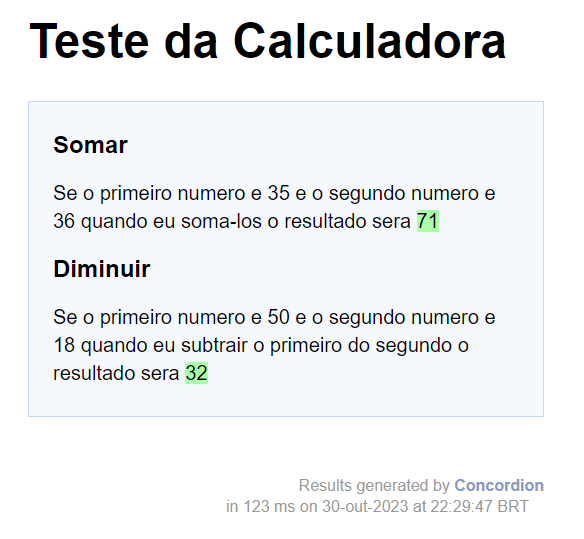 Teste da Calculadora
Somar
Se o primeiro numero e 35 e o segundo numero e
36 quando eu soma-los o resultado sera 71
Diminuir
Se o primeiro numero e 50 e o segundo numero e
18 quando eu subtrair o primeiro do segundo o
resultado sera 32
Results generated by Concordion
in 123 ms on 30-out-2023 at 22:29:47 BRT